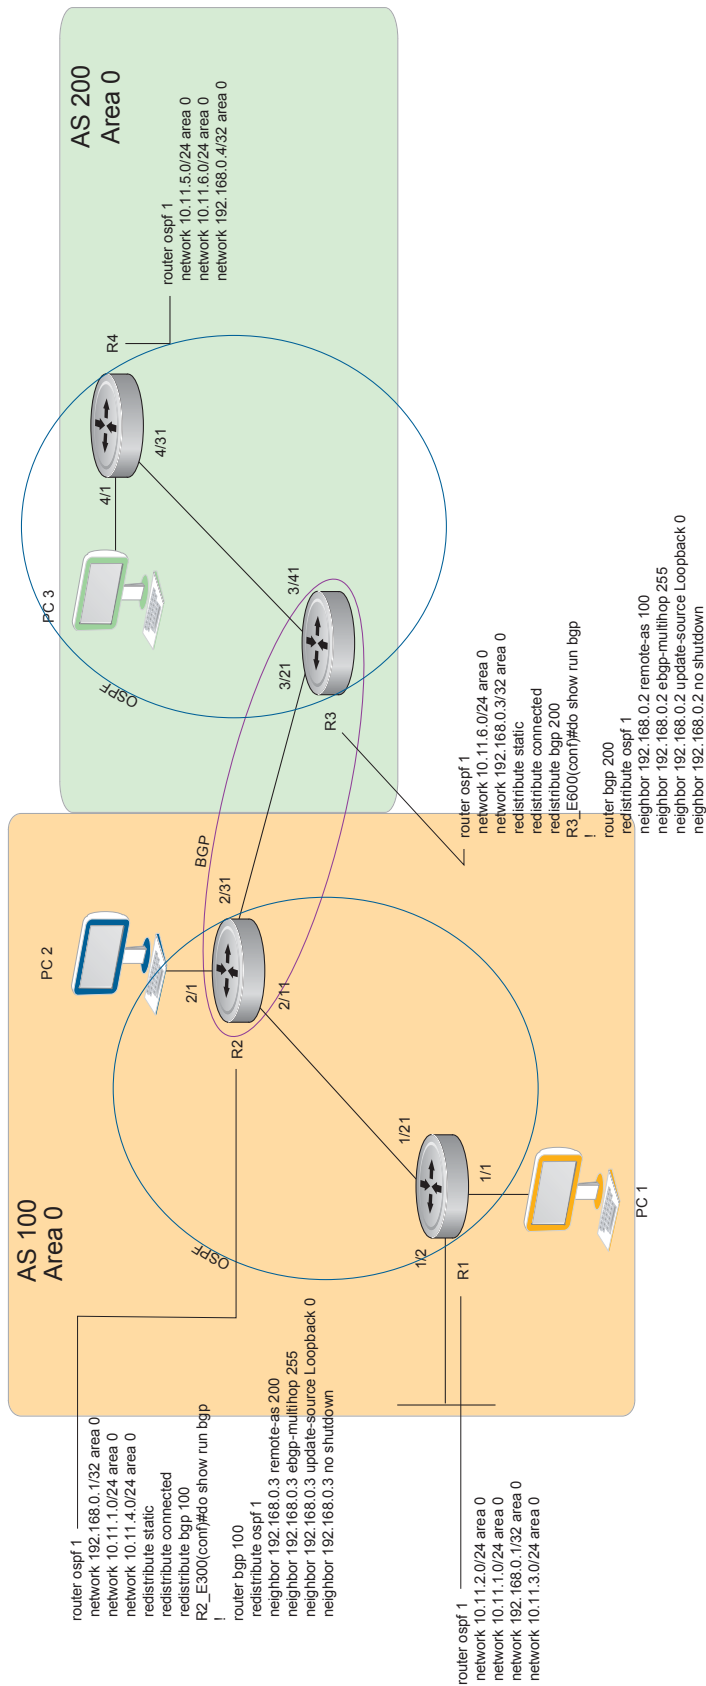 AS 100
Area 0
AS 200
Area 0
OSPF
OSPF
BGP
PC 1
PC 2
PC 3
R1
R2
R3
R4
1/2
1/1
1/21
2/11
2/1
2/31
3/21
3/41
4/31
4/1
router ospf 1
network 192.168.0.1/32 area 0
network 10.11.1.0/24 area 0
network 10.11.4.0/24 area 0
redistribute static
redistribute connected
redistribute bgp 100
R2_E300(conf)#do show run bgp
!
router bgp 100
redistribute ospf 1
neighbor 192.168.0.3 remote-as 200
neighbor 192.168.0.3 ebgp-multihop 255
neighbor 192.168.0.3 update-source Loopback 0
neighbor 192.168.0.3 no shutdown
router ospf 1
network 10.11.2.0/24 area 0
network 10.11.1.0/24 area 0
network 192.168.0.1/32 area 0
network 10.11.3.0/24 area 0
router ospf 1
network 10.11.6.0/24 area 0
network 192.168.0.3/32 area 0
redistribute static
redistribute connected
redistribute bgp 200
R3_E600(conf)#do show run bgp
!
router bgp 200
redistribute ospf 1
neighbor 192.168.0.2 remote-as 100
neighbor 192.168.0.2 ebgp-multihop 255
neighbor 192.168.0.2 update-source Loopback 0
neighbor 192.168.0.2 no shutdown
router ospf 1
network 10.11.5.0/24 area 0
network 10.11.6.0/24 area 0
network 192.168.0.4/32 area 0